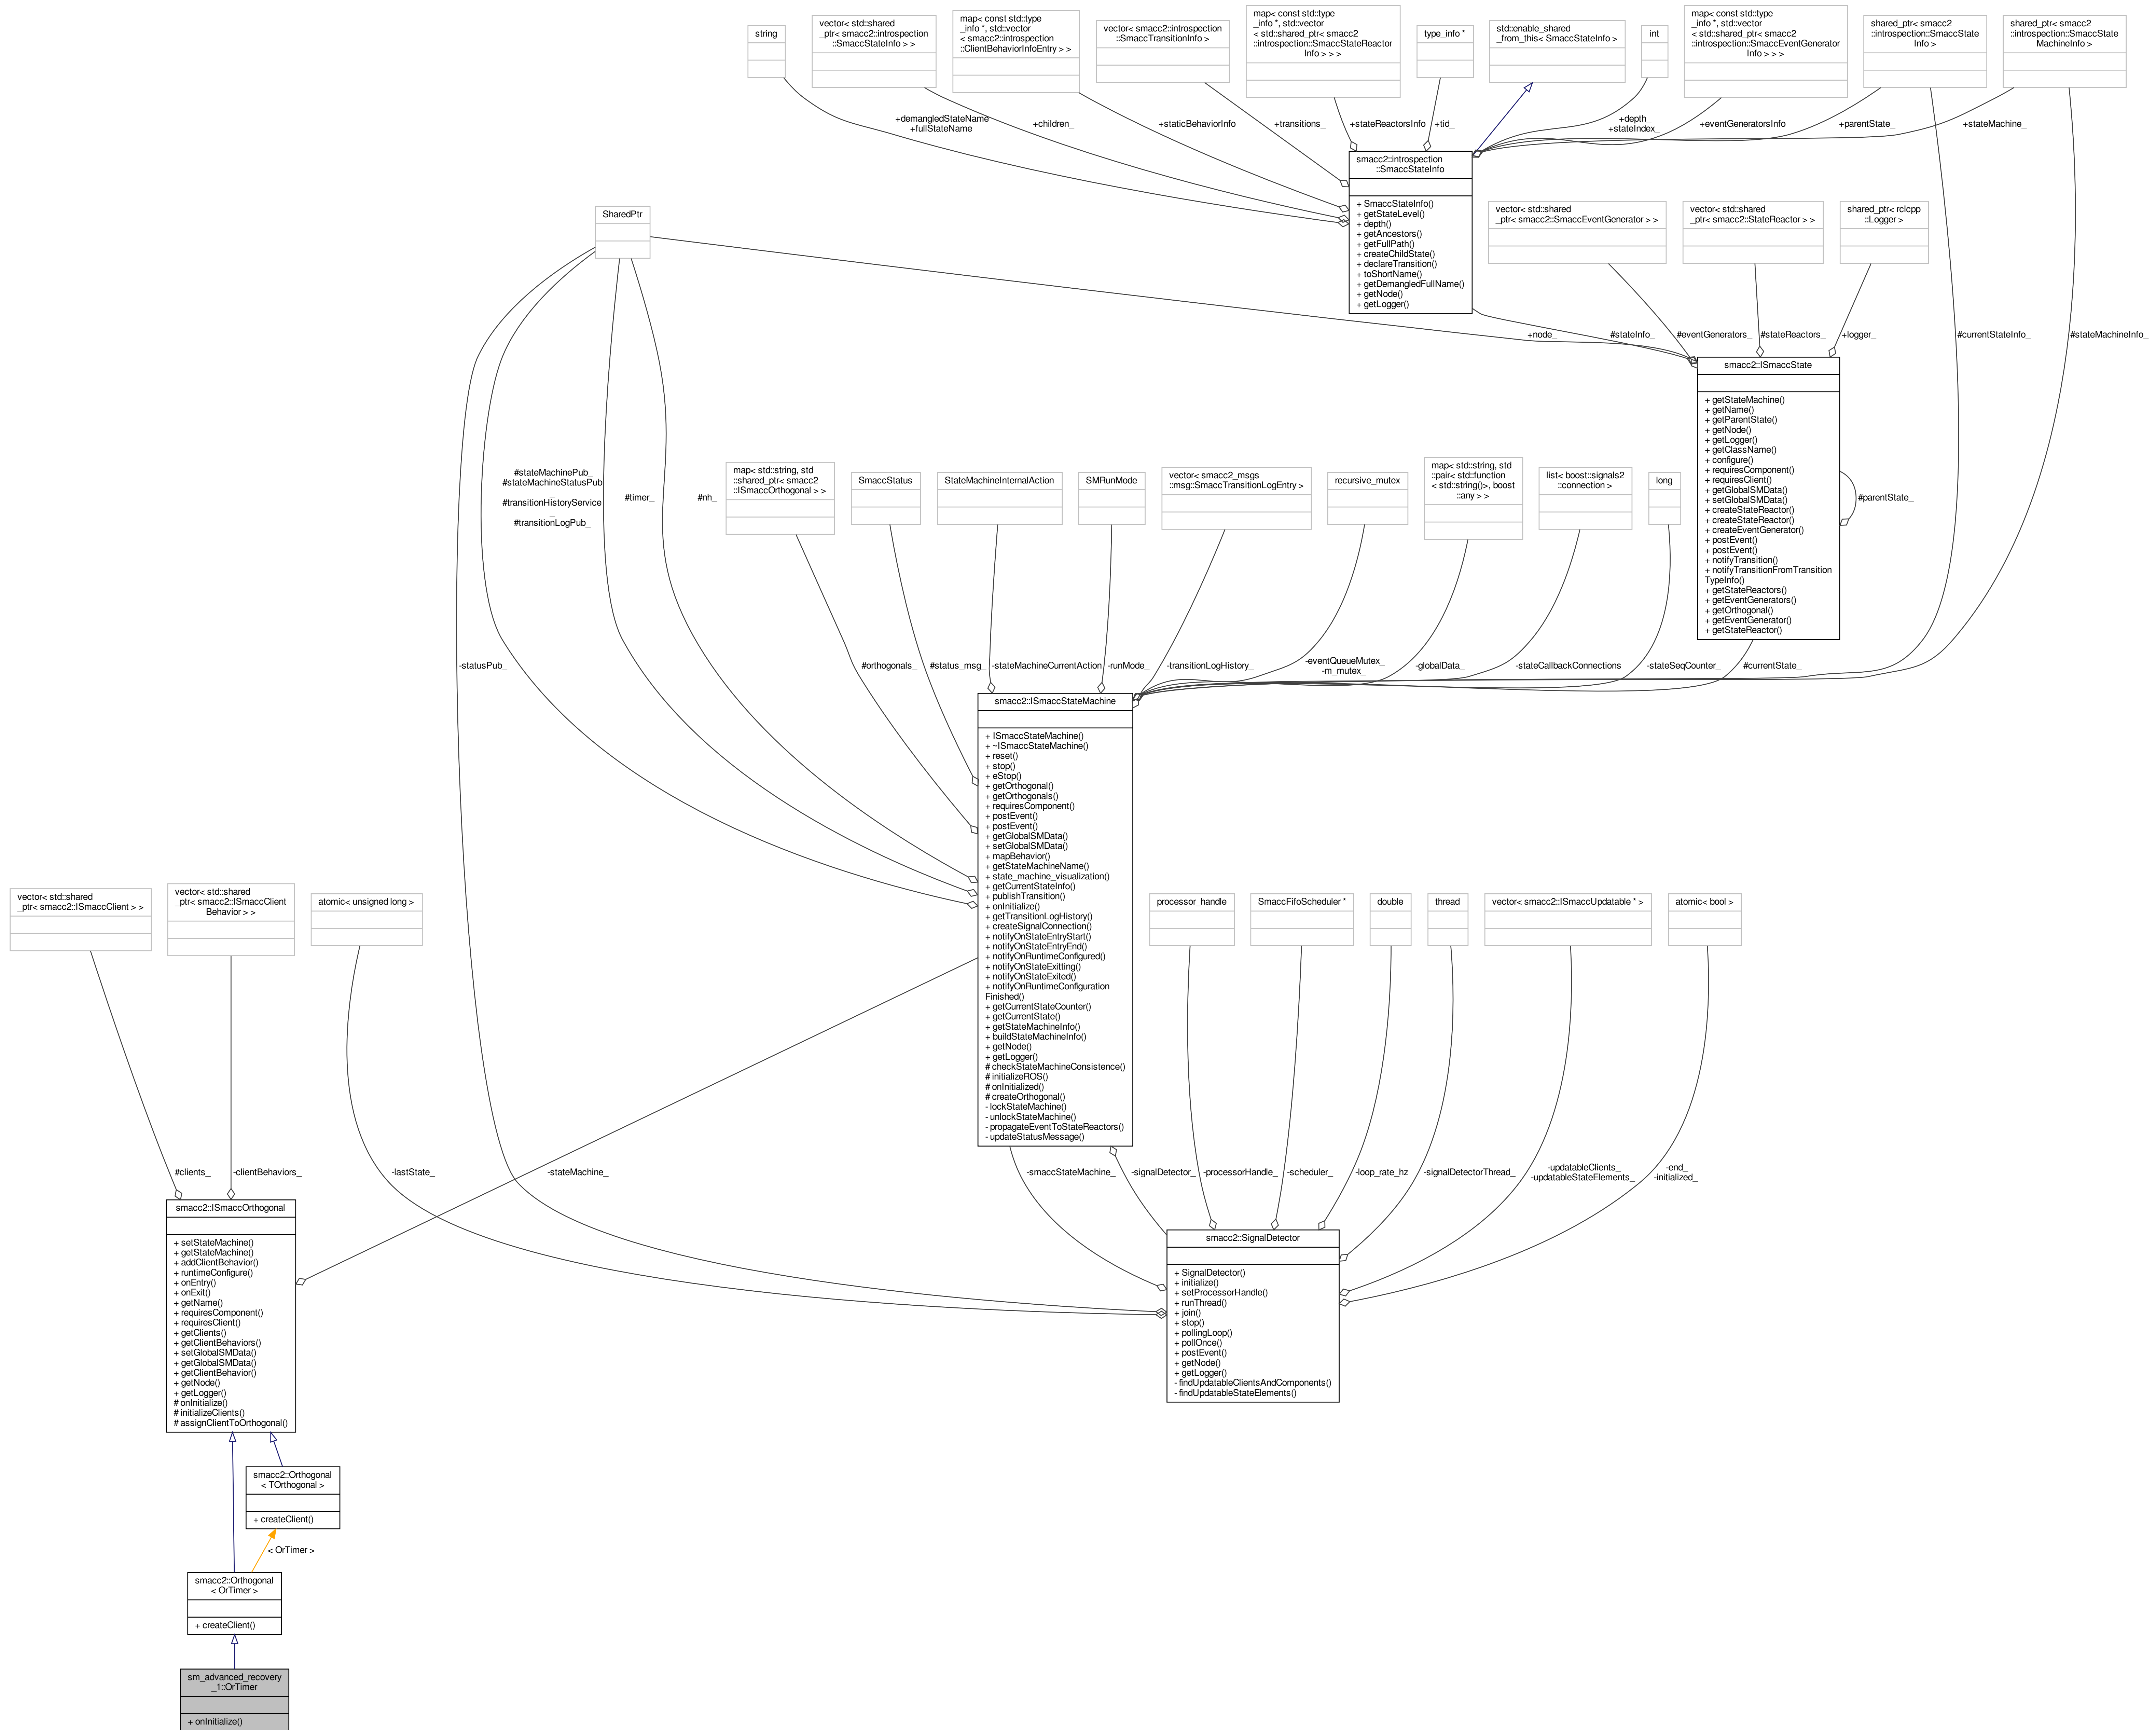 string
vector< std::shared
_ptr< smacc2::introspection
::SmaccStateInfo > >
map< const std::type
_info *, std::vector
< smacc2::introspection
::ClientBehaviorInfoEntry > >
vector< smacc2::introspection
::SmaccTransitionInfo >
map< const std::type
_info *, std::vector
< std::shared_ptr< smacc2
::introspection::SmaccStateReactor
Info > > >
type_info *
std::enable_shared
_from_this< SmaccStateInfo >
int
map< const std::type
_info *, std::vector
< std::shared_ptr< smacc2
::introspection::SmaccEventGenerator
Info > > >
shared_ptr< smacc2
::introspection::SmaccState
Info >
shared_ptr< smacc2
::introspection::SmaccState
MachineInfo >
+demangledStateName
+fullStateName
+children_
+staticBehaviorInfo
+transitions_
+stateReactorsInfo
+tid_
+depth_
+stateIndex_
+eventGeneratorsInfo
+parentState_
+stateMachine_
smacc2::introspection
::SmaccStateInfo
+ SmaccStateInfo()
+ getStateLevel()
+ depth()
+ getAncestors()
+ getFullPath()
+ createChildState()
+ declareTransition()
+ toShortName()
+ getDemangledFullName()
+ getNode()
+ getLogger()
SharedPtr
vector< std::shared
_ptr< smacc2::SmaccEventGenerator > >
vector< std::shared
_ptr< smacc2::StateReactor > >
shared_ptr< rclcpp
::Logger >
+node_
#stateInfo_
#eventGenerators_
#stateReactors_
+logger_
#currentStateInfo_
#stateMachineInfo_
smacc2::ISmaccState
+ getStateMachine()
+ getName()
+ getParentState()
+ getNode()
+ getLogger()
+ getClassName()
+ configure()
+ requiresComponent()
+ requiresClient()
+ getGlobalSMData()
+ setGlobalSMData()
+ createStateReactor()
+ createStateReactor()
+ createEventGenerator()
+ postEvent()
+ postEvent()
+ notifyTransition()
+ notifyTransitionFromTransition
TypeInfo()
+ getStateReactors()
+ getEventGenerators()
+ getOrthogonal()
+ getEventGenerator()
+ getStateReactor()
#parentState_
#stateMachinePub_
#stateMachineStatusPub
_
#transitionHistoryService
_
#transitionLogPub_
#timer_
#nh_
map< std::string, std
::shared_ptr< smacc2
::ISmaccOrthogonal > >
SmaccStatus
StateMachineInternalAction
SMRunMode
vector< smacc2_msgs
::msg::SmaccTransitionLogEntry >
recursive_mutex
map< std::string, std
::pair< std::function
< std::string()>, boost
::any > >
list< boost::signals2
::connection >
long
-statusPub_
#orthogonals_
#status_msg_
-stateMachineCurrentAction
-runMode_
-transitionLogHistory_
-eventQueueMutex_
-m_mutex_
-globalData_
-stateCallbackConnections
-stateSeqCounter_
#currentState_
smacc2::ISmaccStateMachine
+ ISmaccStateMachine()
+ ~ISmaccStateMachine()
+ reset()
+ stop()
+ eStop()
+ getOrthogonal()
+ getOrthogonals()
+ requiresComponent()
+ postEvent()
+ postEvent()
+ getGlobalSMData()
+ setGlobalSMData()
+ mapBehavior()
+ getStateMachineName()
+ state_machine_visualization()
+ getCurrentStateInfo()
+ publishTransition()
+ onInitialize()
+ getTransitionLogHistory()
+ createSignalConnection()
+ notifyOnStateEntryStart()
+ notifyOnStateEntryEnd()
+ notifyOnRuntimeConfigured()
+ notifyOnStateExitting()
+ notifyOnStateExited()
+ notifyOnRuntimeConfiguration
Finished()
+ getCurrentStateCounter()
+ getCurrentState()
+ getStateMachineInfo()
+ buildStateMachineInfo()
+ getNode()
+ getLogger()
# checkStateMachineConsistence()
# initializeROS()
# onInitialized()
# createOrthogonal()
- lockStateMachine()
- unlockStateMachine()
- propagateEventToStateReactors()
- updateStatusMessage()
vector< std::shared
_ptr< smacc2::ISmaccClient > >
vector< std::shared
_ptr< smacc2::ISmaccClient
Behavior > >
atomic< unsigned long >
processor_handle
SmaccFifoScheduler *
double
thread
vector< smacc2::ISmaccUpdatable * >
atomic< bool >
#clients_
-clientBehaviors_
-lastState_
-stateMachine_
-smaccStateMachine_
-signalDetector_
-processorHandle_
-scheduler_
-loop_rate_hz
-signalDetectorThread_
-updatableClients_
-updatableStateElements_
-end_
-initialized_
smacc2::ISmaccOrthogonal
+ setStateMachine()
+ getStateMachine()
+ addClientBehavior()
+ runtimeConfigure()
+ onEntry()
+ onExit()
+ getName()
+ requiresComponent()
+ requiresClient()
+ getClients()
+ getClientBehaviors()
+ setGlobalSMData()
+ getGlobalSMData()
+ getClientBehavior()
+ getNode()
+ getLogger()
# onInitialize()
# initializeClients()
# assignClientToOrthogonal()
smacc2::SignalDetector
+ SignalDetector()
+ initialize()
+ setProcessorHandle()
+ runThread()
+ join()
+ stop()
+ pollingLoop()
+ pollOnce()
+ postEvent()
+ getNode()
+ getLogger()
- findUpdatableClientsAndComponents()
- findUpdatableStateElements()
smacc2::Orthogonal
< TOrthogonal >
+ createClient()
< OrTimer >
smacc2::Orthogonal
< OrTimer >
+ createClient()
sm_advanced_recovery
_1::OrTimer
+ onInitialize()